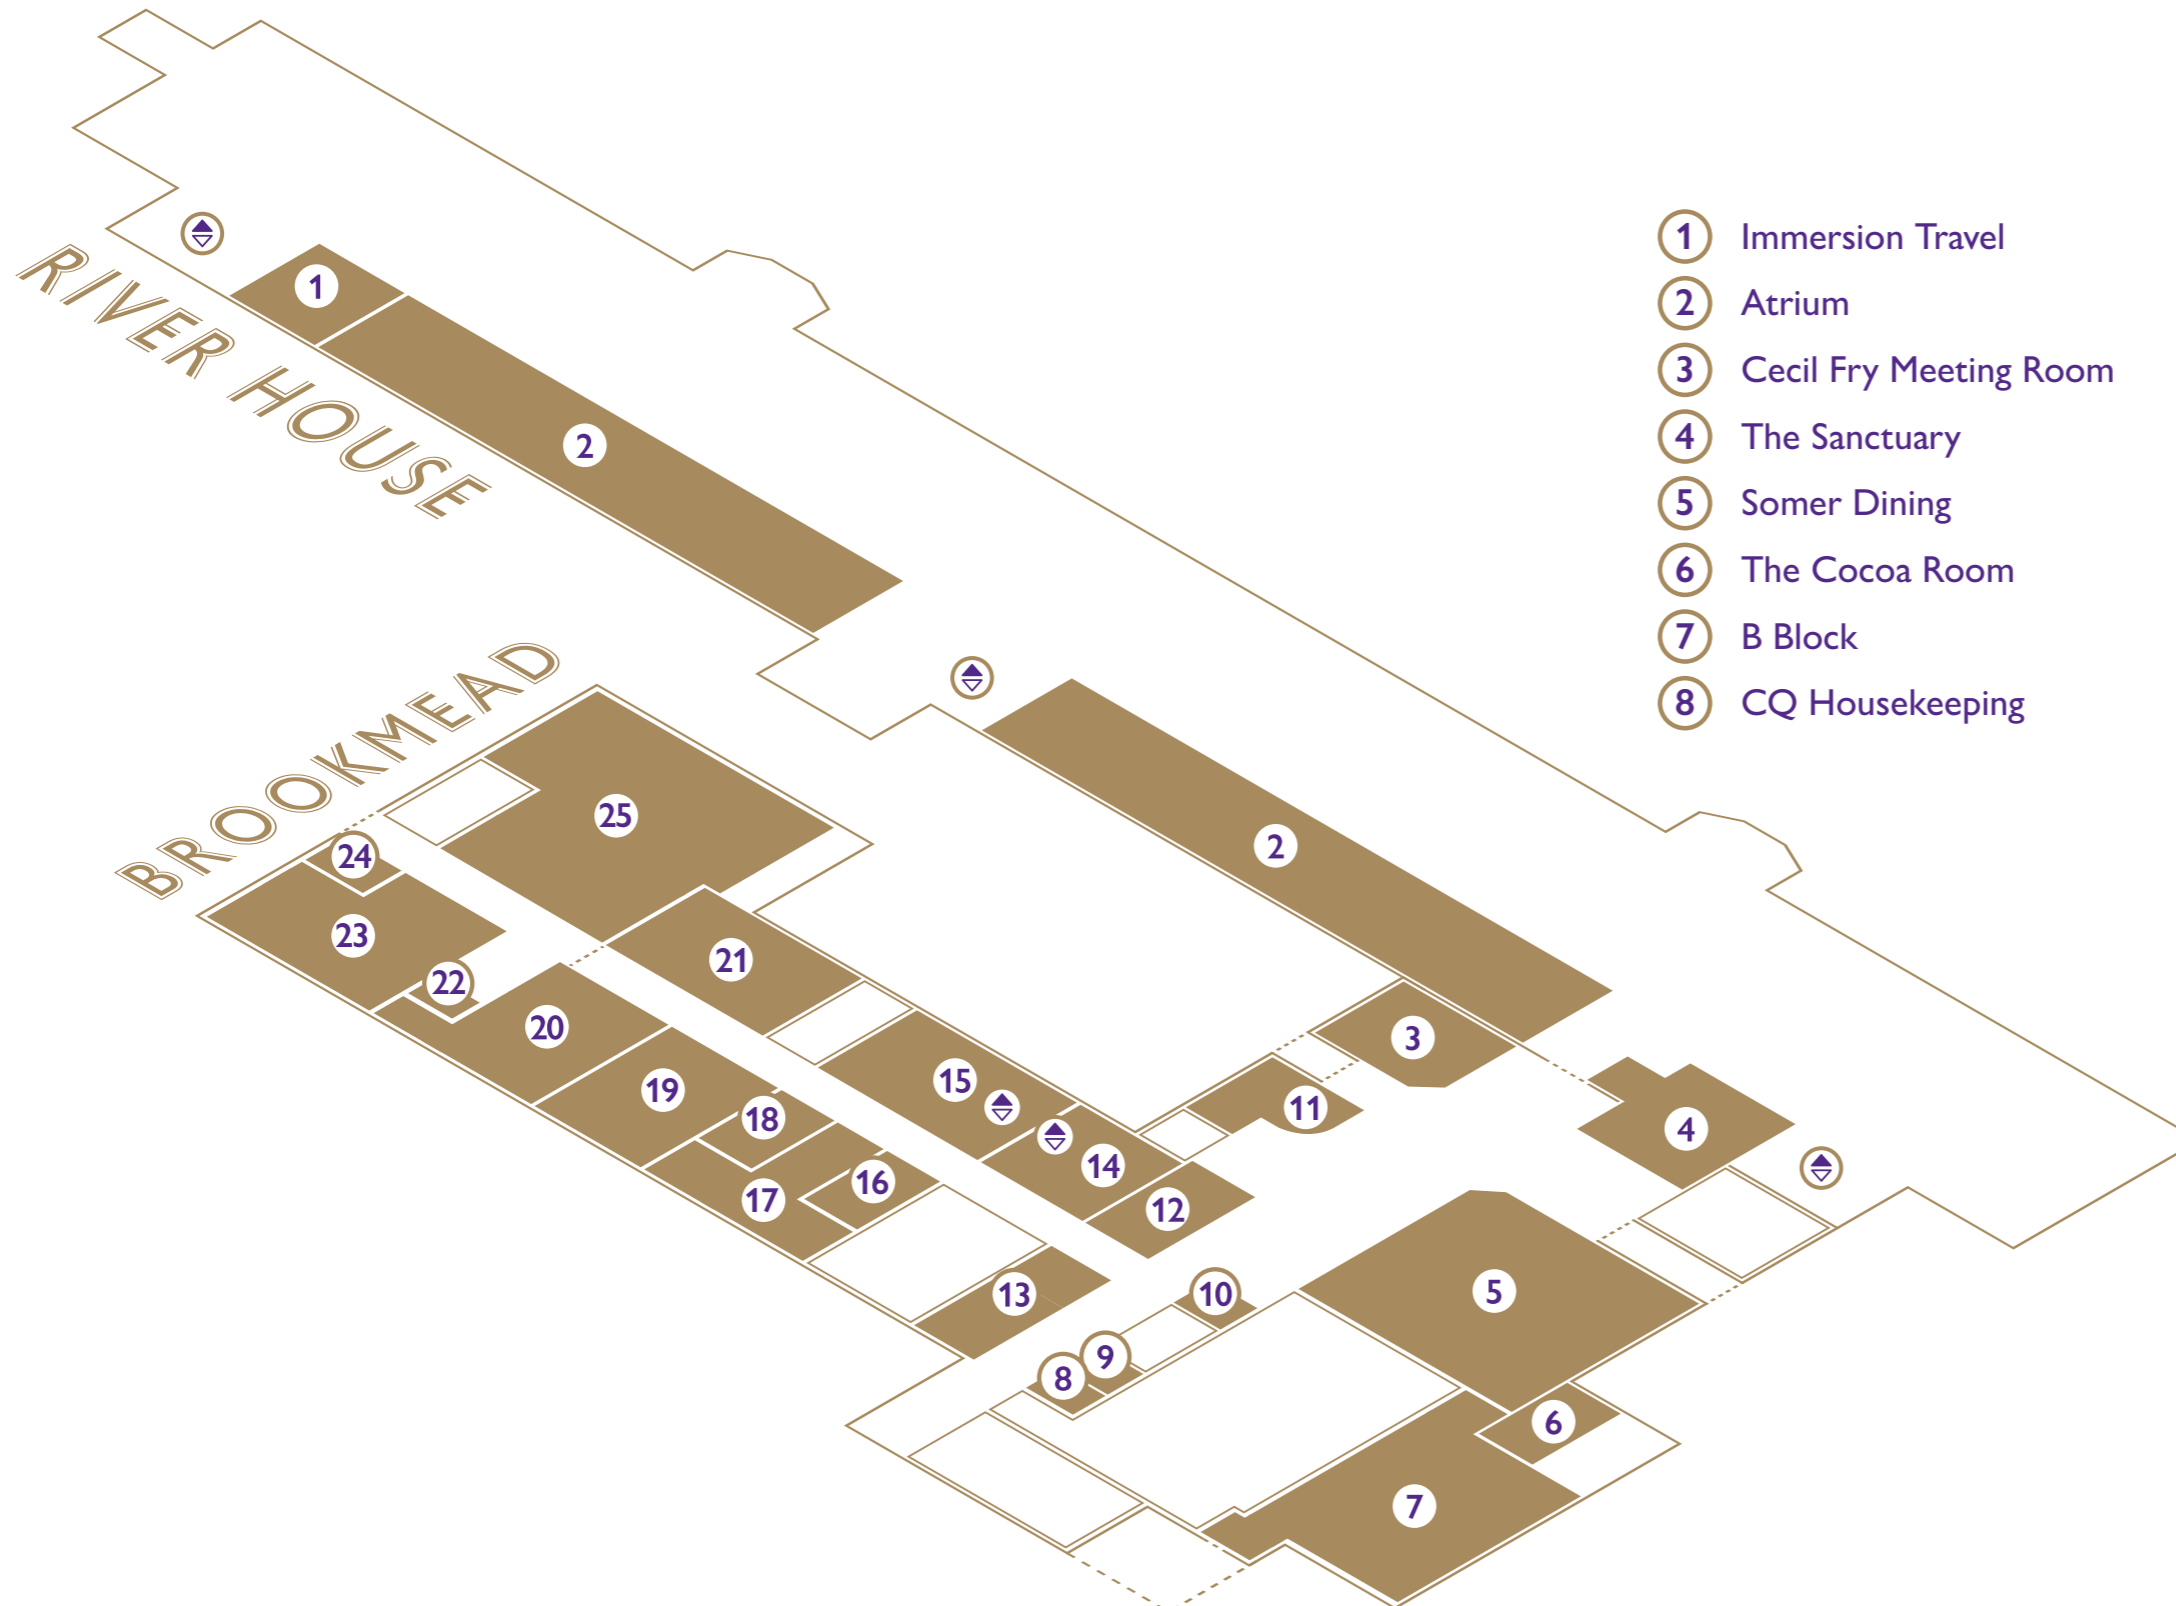 RIVER HOUSE
BROOKMEAD
1 Immersion Travel
2 Atrium
3 Cecil Fry Meeting Room
4 The Sanctuary
5 Somer Dining
6 The Cocoa Room
7 B Block
8 CQ Housekeeping
1
2
2
25
24
23
21
22
20
3
19
15
11
18
4
14
16
17
12
13
10
5
9
8
6
7